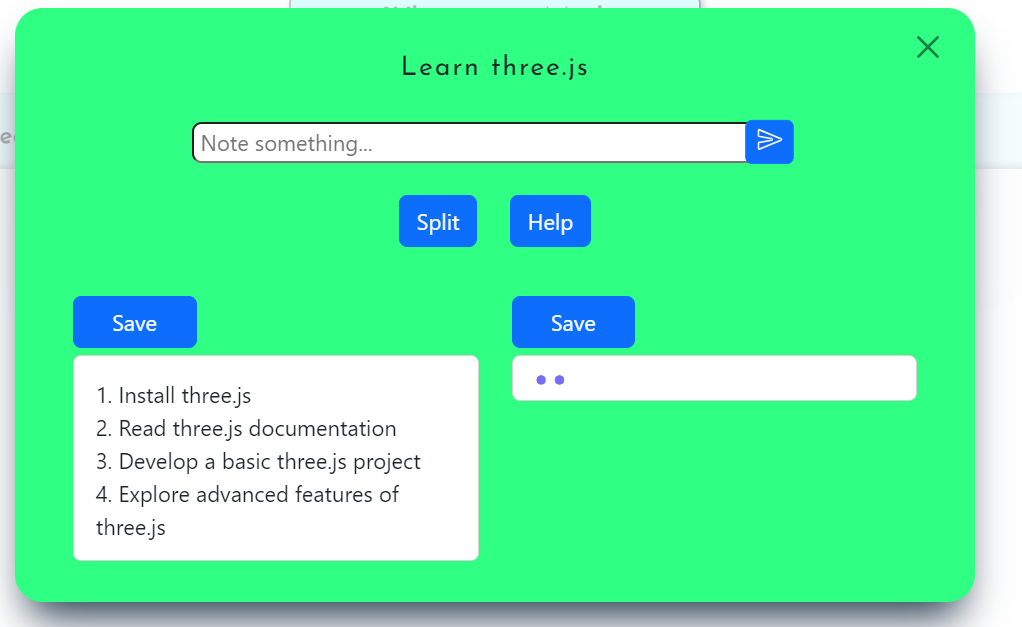 Learn three.js
Note something...
Split
Help
Save
1. Install three.js
2. Read three.js documentation
3. Develop a basic three.js project
4. Explore advanced features of
three.js
Save